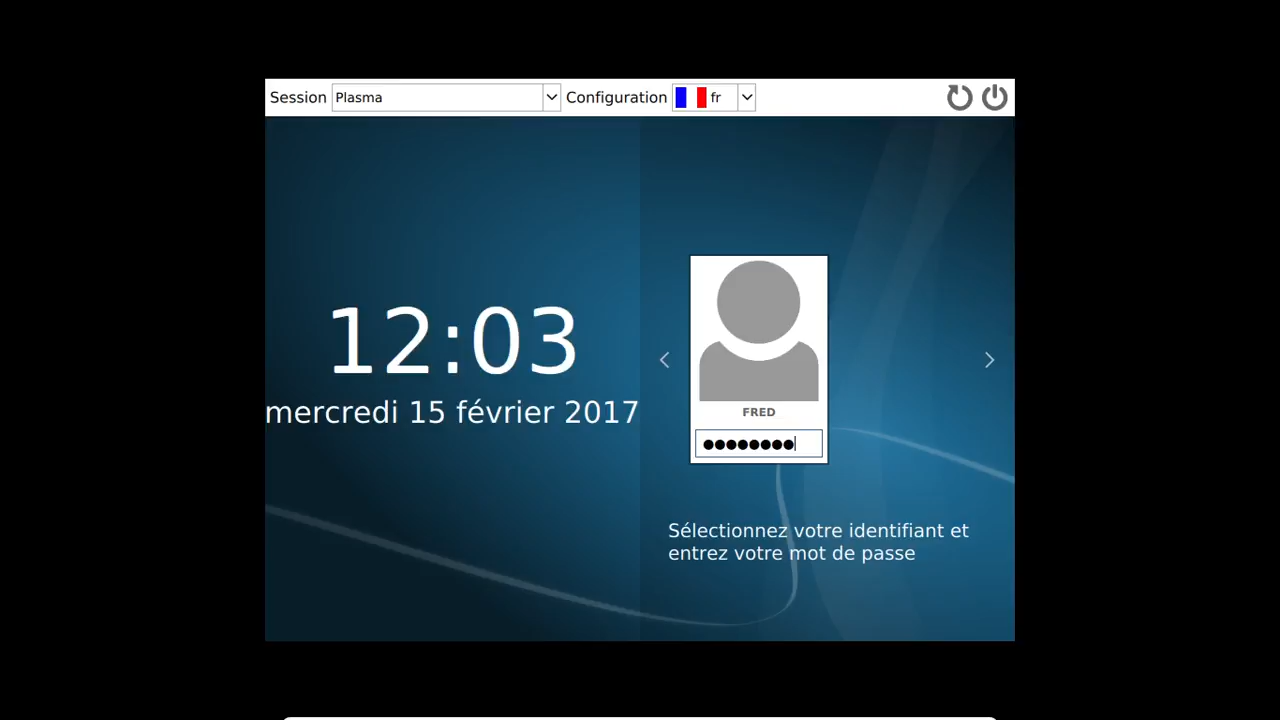 Session Plasma Configuration fr
12:03
mercredi 15 février 2017
FRED
●●●●●●●●
Sélectionnez votre identifiant et
entrez votre mot de passe